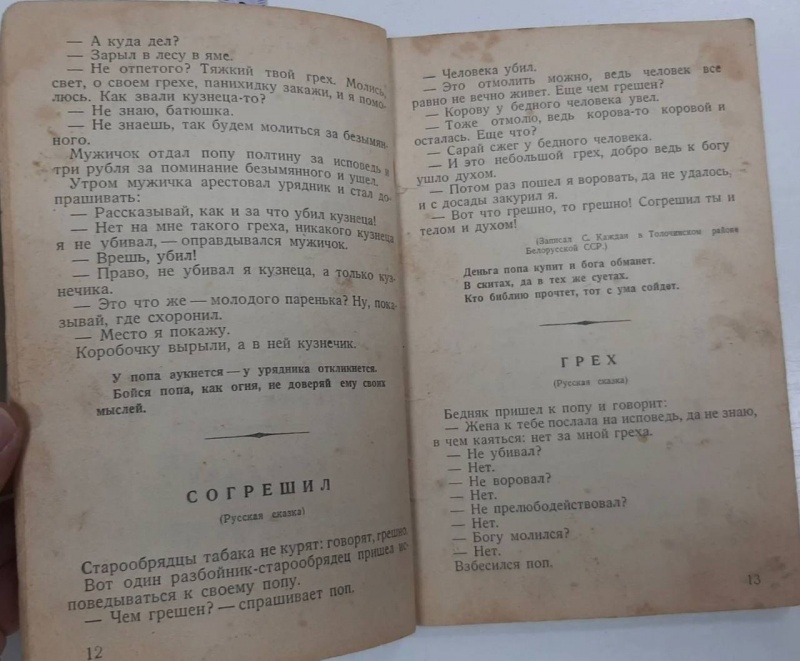 — А куда дел?
— Зарыл в лесу в яме.
— Не отпетого? Тяжкий твой грех. Молись,
свет, о своем грехе, панихидку закажи, и я помо-
люсь. Как звали кузнеца-то?
— Не знаю, батюшка.
— Не знаешь, так будем молиться за безымян-
ного.
Мужичок отдал попу полтину за исповедь и
три рубля за поминание безымянного и ушел.
Утром мужичка арестовал урядник и стал до-
прашивать:
— Рассказывай, как и за что убил кузнеца!
— Нет на мне такого греха, никакого кузнеца
я не убивал, — оправдывался мужичок.
— Врешь, убил!
— Право, не убивал я кузнеца, а только куз-
нечика.
— Это что же — молодого паренька? Ну, пока-
зывай, где схоронил.
— Место я покажу.
Коробочку вырыли, а в ней кузнечик.
У попа аукнется — у урядника откликнется.
Бойся попа, как огня, не доверяй ему своих
мыслей.
СОГРЕШИЛ
(Русская сказка)
Старообрядцы табака не курят: говорят, грешно.
Вот один разбойник-старообрядец пришел ис-
поведываться к своему попу.
— Чем грешен? — спрашивает поп.
12
— Человека убил.
— Это отмолить можно, ведь человек все
равно не вечно живет. Еще чем грешен?
— Корову у бедного человека увел.
— Тоже отмолю, ведь корова-то коровой и
осталась. Еще что?
— Сарай сжег у бедного человека.
— И это небольшой грех, добро ведь к богу
ушло духом.
— Потом раз пошел я воровать, да не удалось,
и с досады закурил я.
— Вот что грешно, то грешно! Согрешил ты и
телом и духом!
(Записал С. Каждан в Толочинском районе
Белорусской ССР.)
Деньга попа купит и бога обманет.
В скитах, да в тех же суетах.
Кто библию прочтет, тот с ума сойдет.
ГРЕХ
(Русская сказка)
Бедняк пришел к попу и говорит:
— Жена к тебе послала на исповедь, да не знаю,
в чем каяться: нет за мной греха.
— Не убивал?
— Нет.
— Не воровал?
— Нет.
— Не прелюбодействовал?
— Нет.
— Богу молился?
— Нет.
Взбесился поп.
13